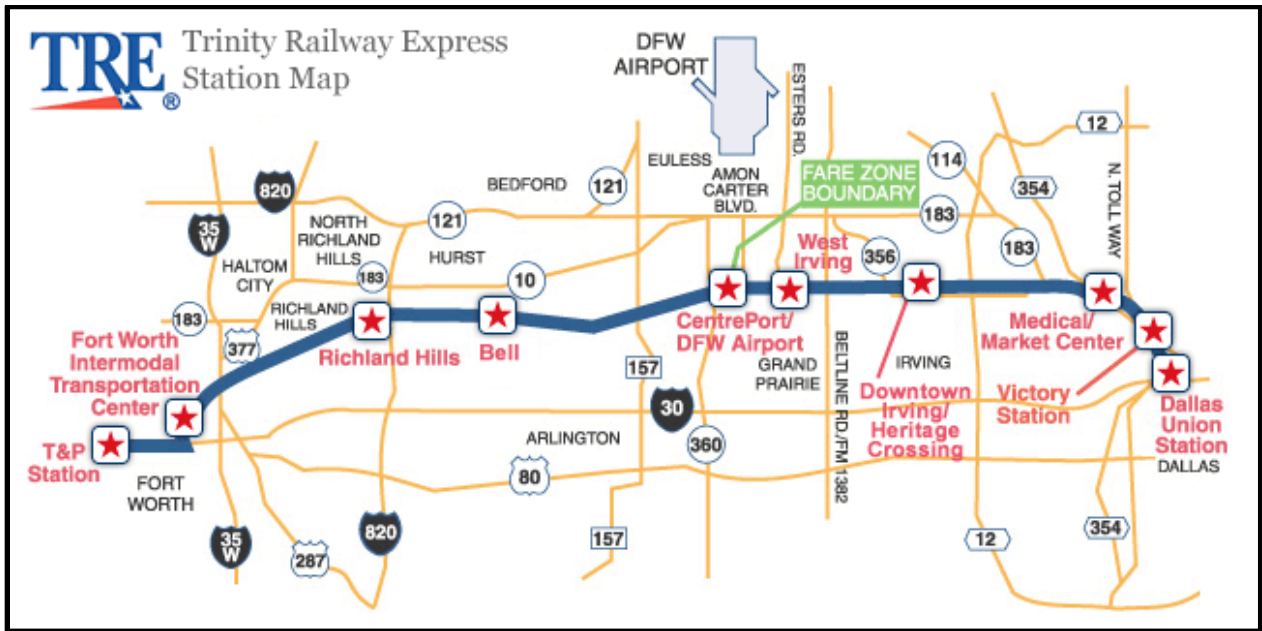 TRE®
Trinity Railway Express
Station Map
DFW
AIRPORT
ESTERS RD.
12
820
BEDFORD
121
EULESS
AMON
CARTER
BLVD.
FARE ZONE
BOUNDARY
114
354
N. TOLL WAY
35
W
NORTH
RICHLAND
HILLS
121
HURST
183
183
HALTOM
CITY
183
10
West
Irving
356
183
RICHLAND
HILLS
377
Fort Worth
Intermodal
Transportation
Center
Richland Hills
Bell
CentrePort/
DFW Airport
GRAND
PRAIRIE
BELTLINE RD./FM 1382
IRVING
Medical/
Market Center
157
30
Downtown
Irving/
Heritage
Crossing
Victory
Station
Dallas
Union
Station
DALLAS
T&P
Station
FORT
WORTH
ARLINGTON
360
80
35
W
287
820
157
12
354